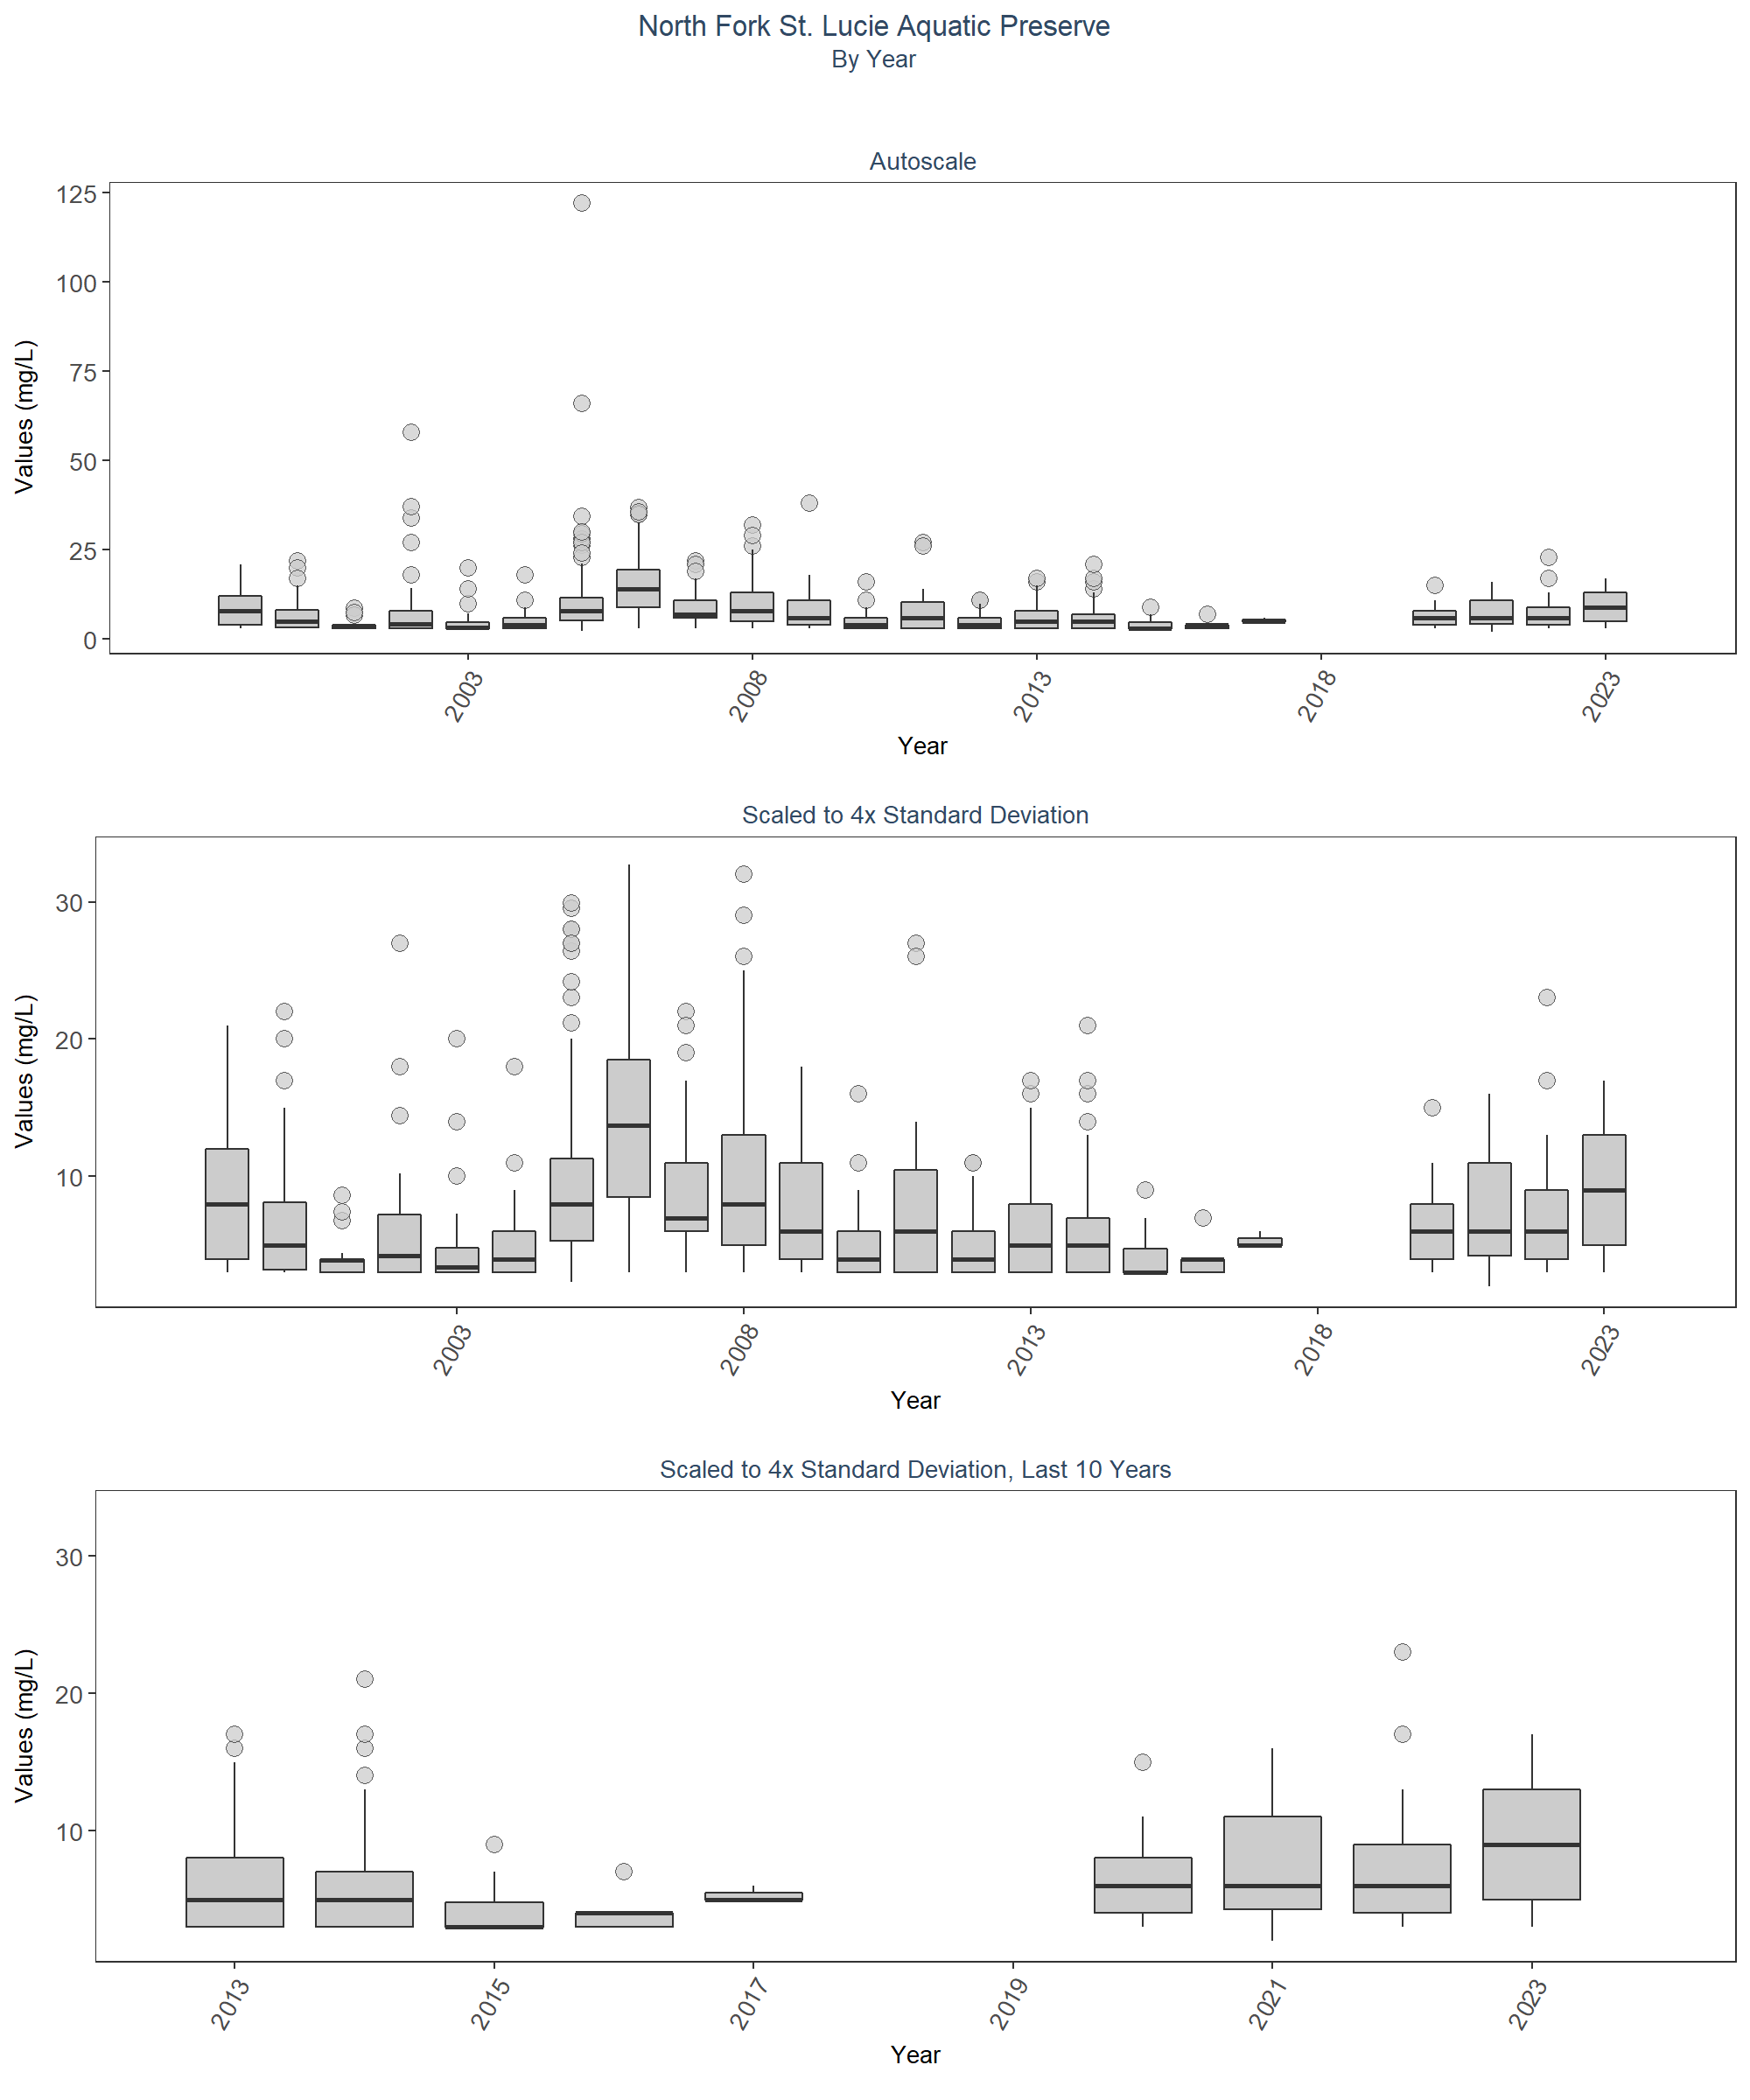 North Fork St. Lucie Aquatic Preserve
By Year
Autoscale
Values (mg/L)
125
100
75
50
25
0
2003
2008
2013
2018
2023
Year
Scaled to 4x Standard Deviation
Values (mg/L)
30
20
10
2003
2008
2013
2018
2023
Year
Scaled to 4x Standard Deviation, Last 10 Years
Values (mg/L)
30
20
10
2013
2015
2017
2019
2021
2023
Year